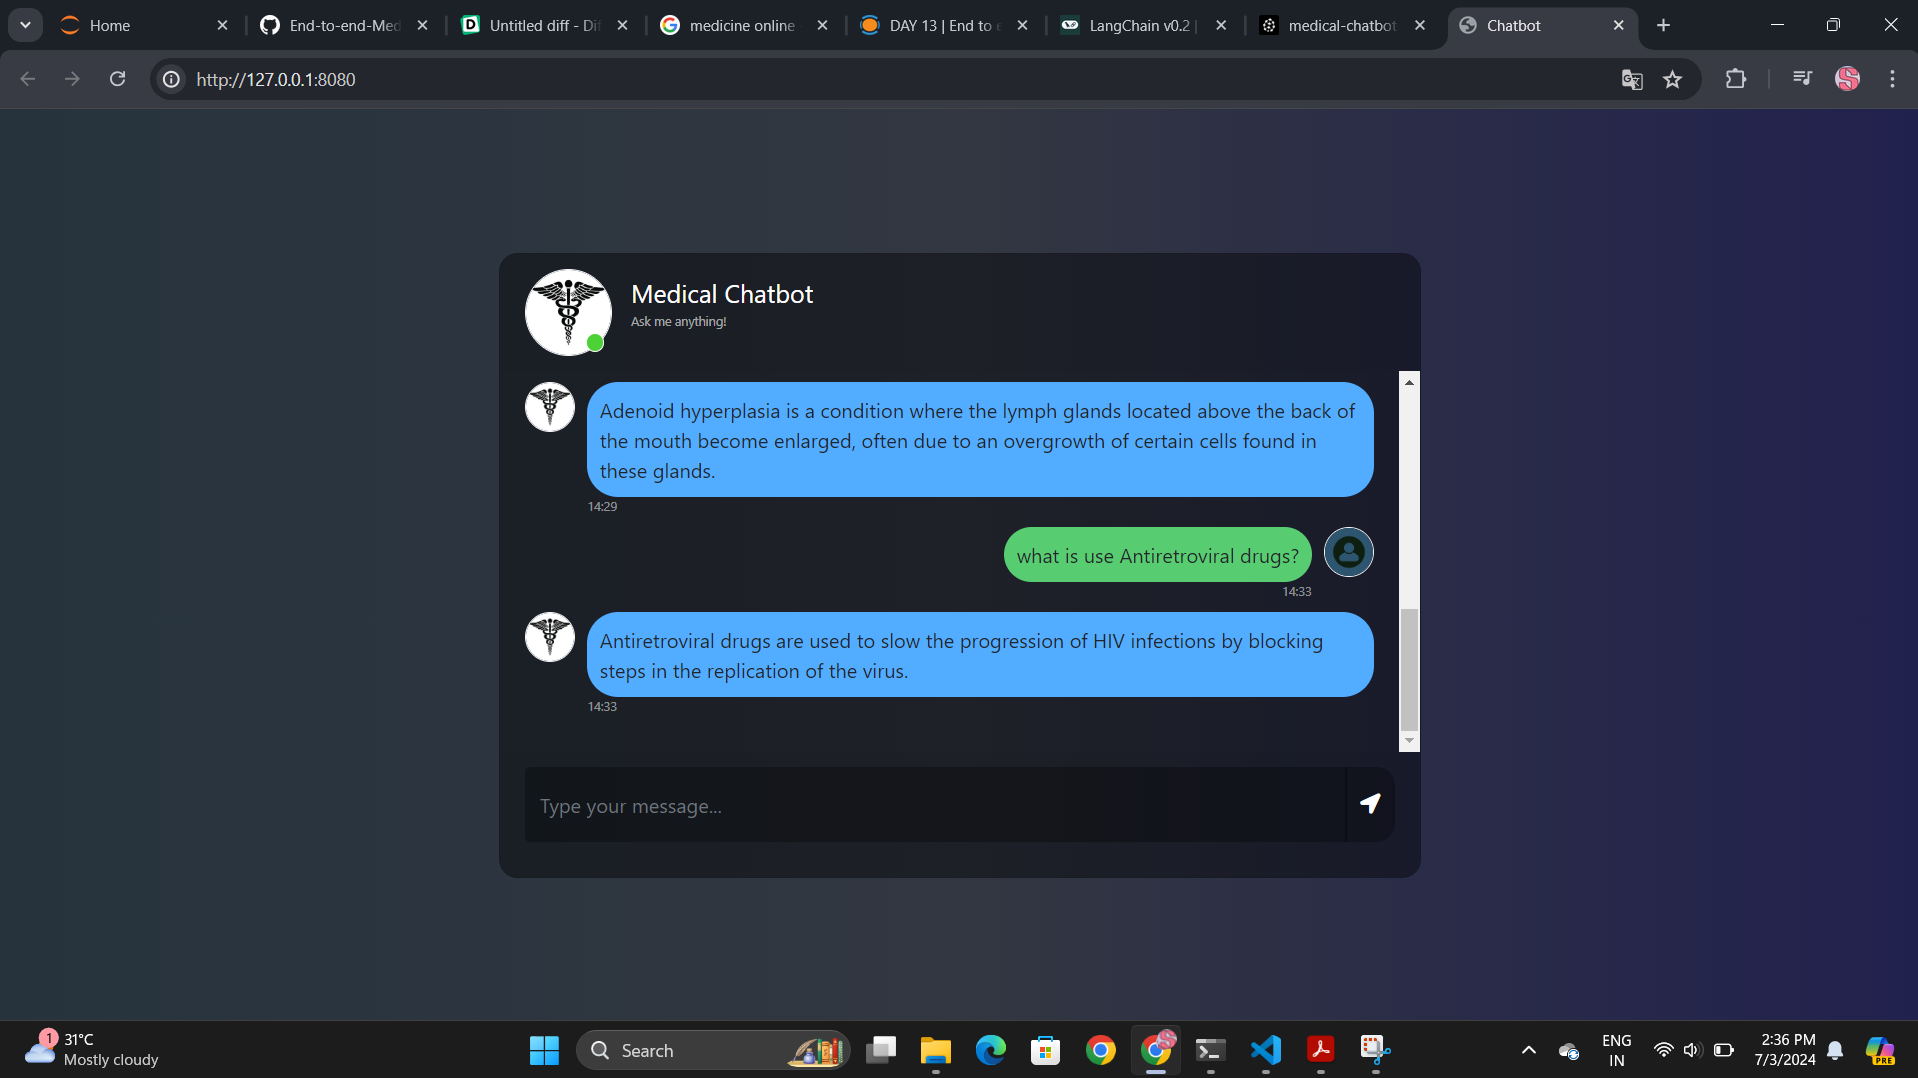 Home
End-to-end-Med
Untitled diff - Dif
medicine online
DAY 13 | End to e
LangChain v0.2 |
medical-chatbot
Chatbot
http://127.0.0.1:8080
Medical Chatbot
Ask me anything!
Adenoid hyperplasia is a condition where the lymph glands located above the back of
the mouth become enlarged, often due to an overgrowth of certain cells found in
these glands.
14:29
what is use Antiretroviral drugs?
14:33
Antiretroviral drugs are used to slow the progression of HIV infections by blocking
steps in the replication of the virus.
14:33
Type your message...
1
31°C
Mostly cloudy
Search
ENG
IN
2:36 PM
7/3/2024
PRE